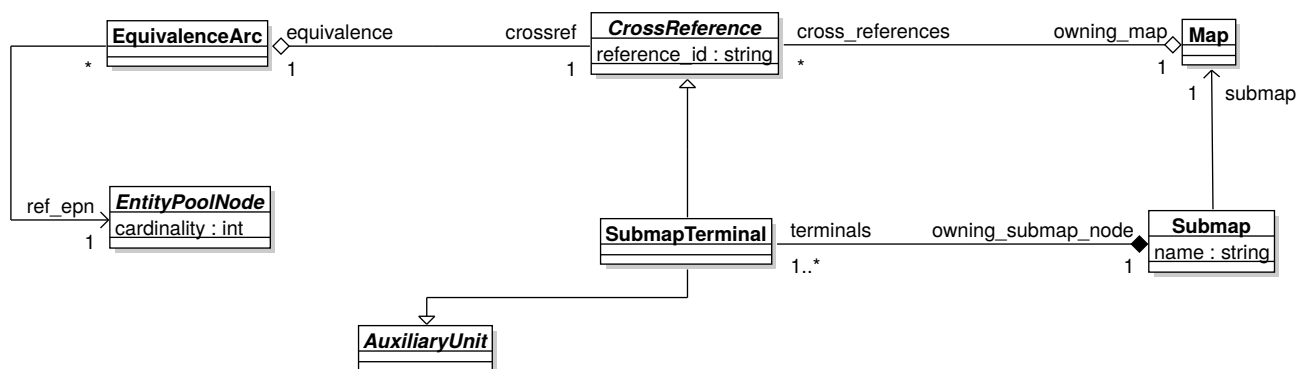 EquivalenceArc
equivalence
1
*
crossref
1
CrossReference
reference_id : string
cross_references
*
owning_map
1
Map
1
submap
ref_epn
1
EntityPoolNode
cardinality : int
SubmapTerminal
terminals
1..*
owning_submap_node
1
Submap
name : string
AuxiliaryUnit